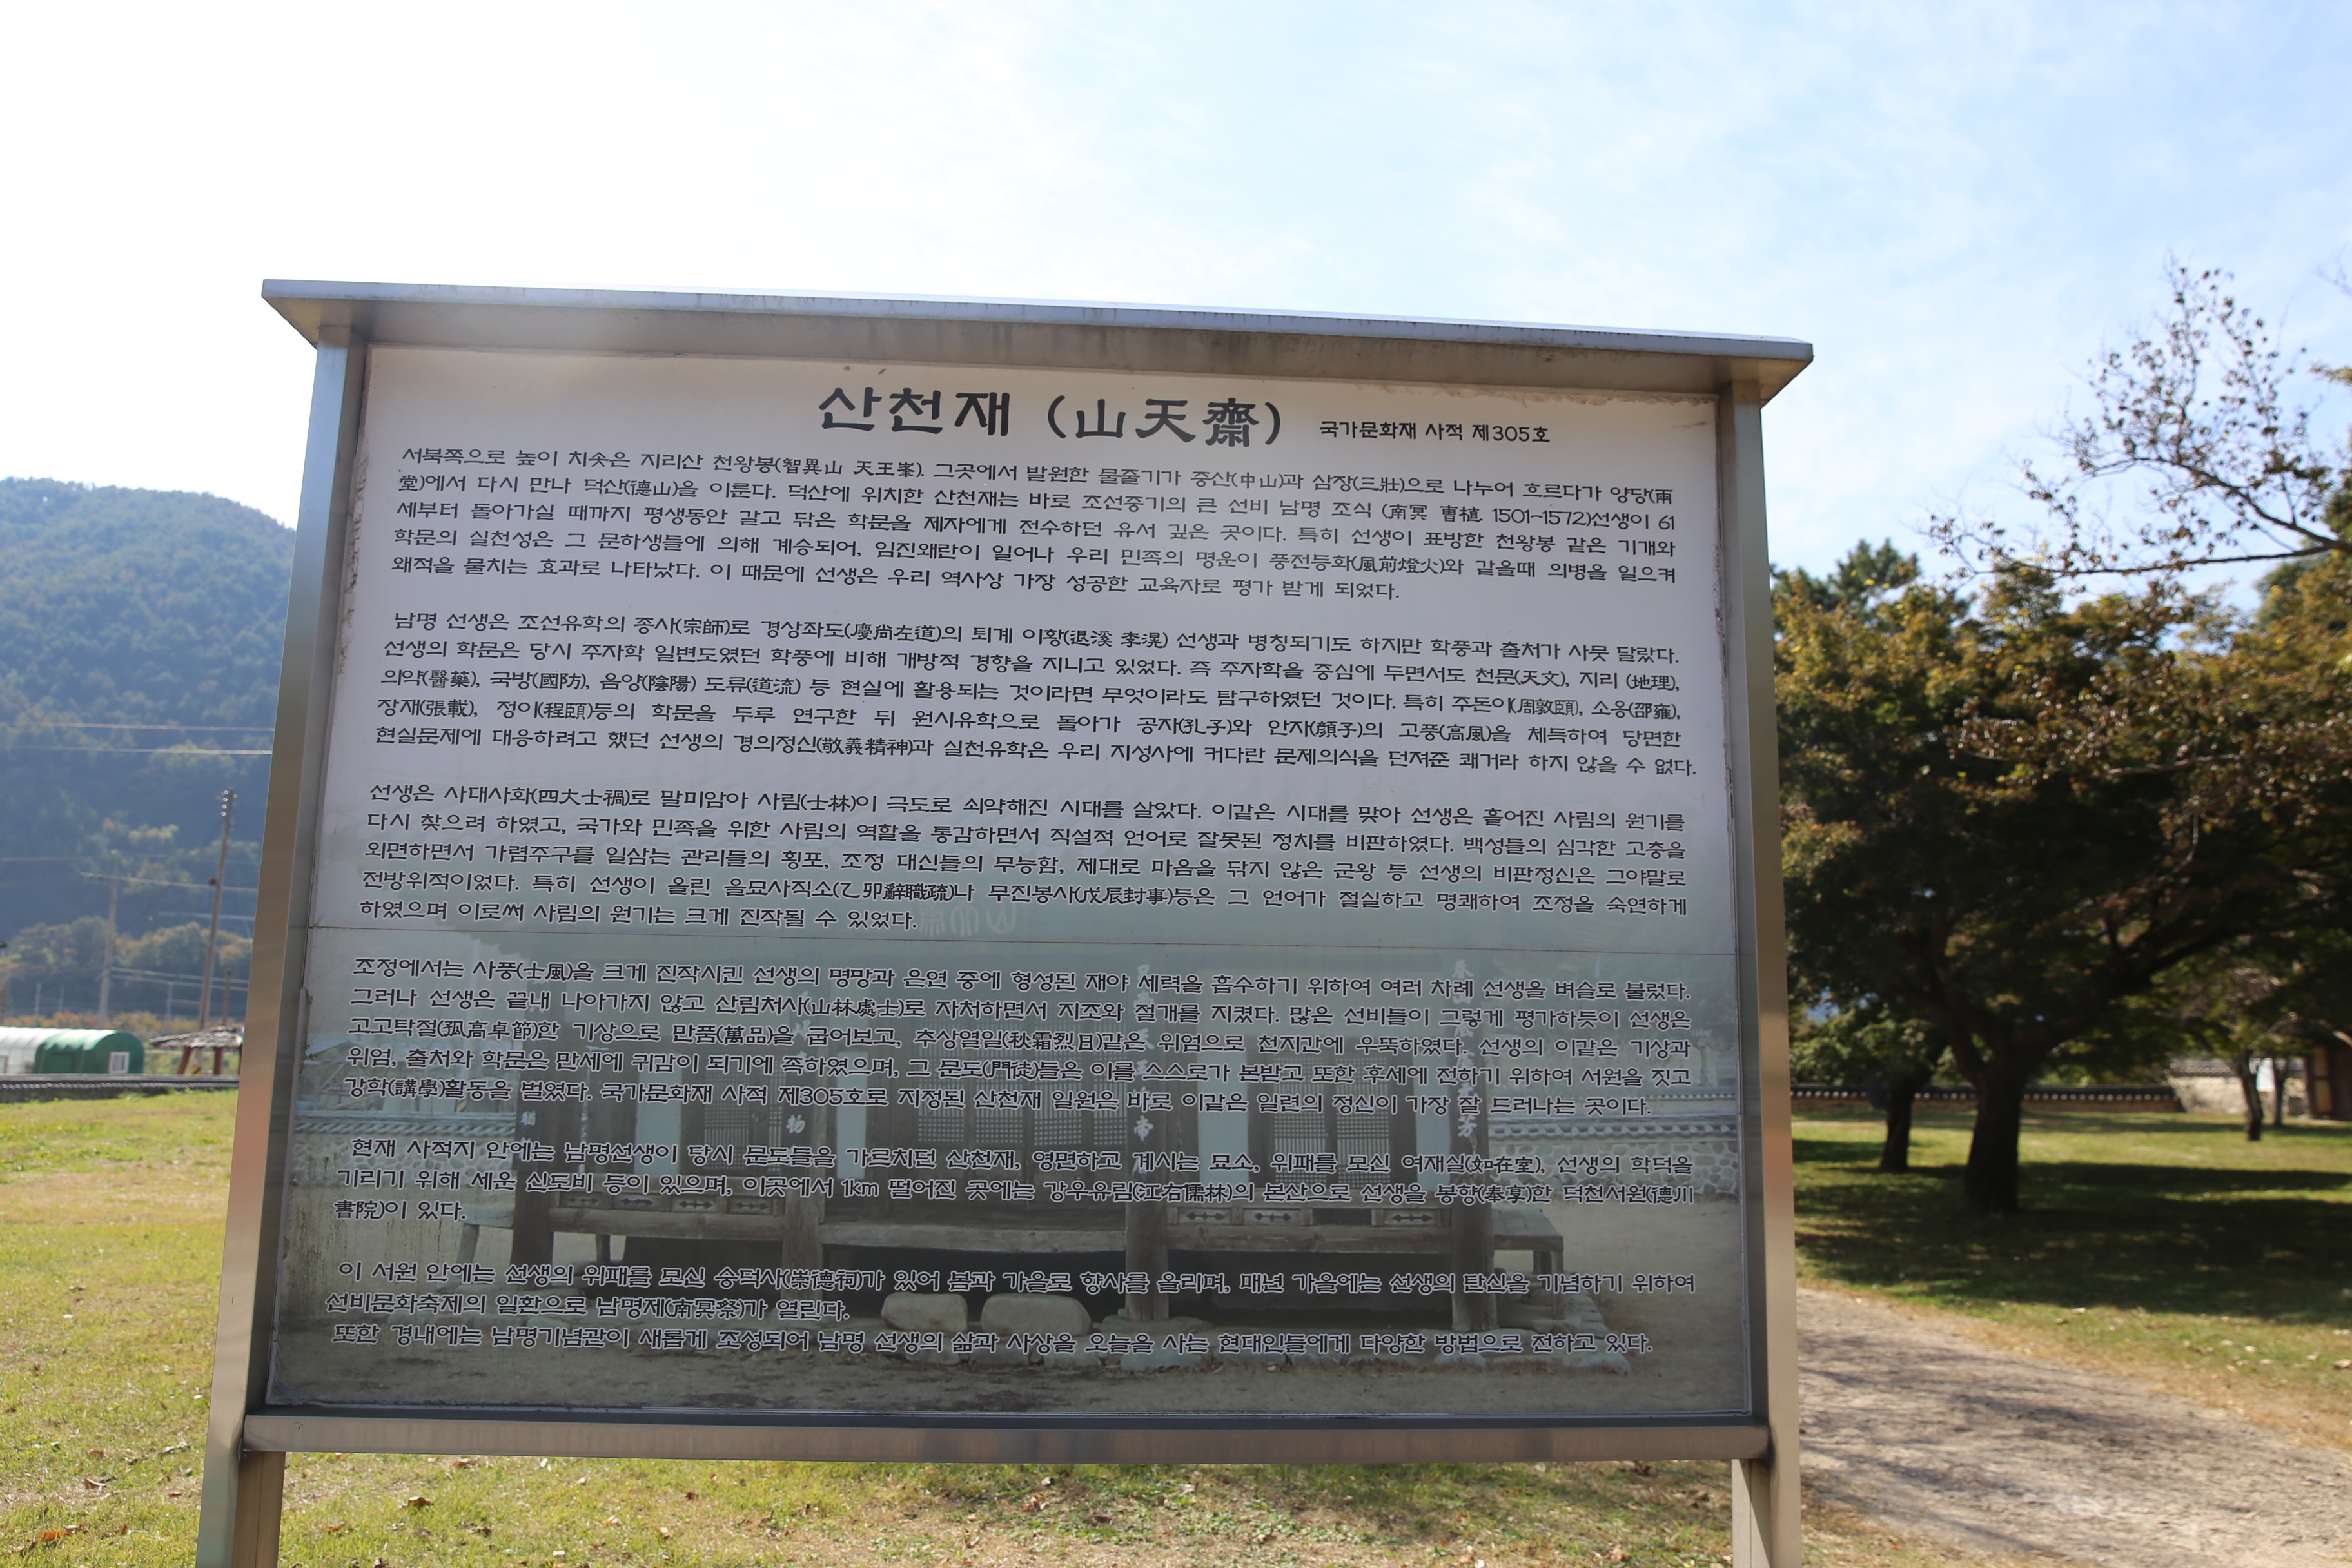 산천재 (山天齋) 국가문화재 사적 제305호
서북쪽으로 높이 치솟은 지리산 천왕봉(智異山 天王峯). 그곳에서 발원한 물줄기가 중산(中山)과 삼장(三壯)으로 나누어 흐르다가 양당(兩
堂)에서 다시 만나 덕산(德山)을 이룬다. 덕산에 위치한 산천재는 바로 조선중기의 큰 선비 남명 조식 (南冥 曺植. 1501~1572)선생이 61
세부터 돌아가실 때까지 평생동안 갈고 닦은 학문을 제자에게 전수하던 유서 깊은 곳이다. 특히 선생이 표방한 천왕봉 같은 기개와
학문의 실천성은 그 문하생들에 의해 계승되어, 임진왜란이 일어나 우리 민족의 명운이 풍전등화(風前燈火)와 같을때 의병을 일으켜
왜적을 물치는 효과로 나타났다. 이 때문에 선생은 우리 역사상 가장 성공한 교육자로 평가 받게 되었다.
남명 선생은 조선유학의 종사(宗師)로 경상좌도(慶尙左道)의 퇴계 이황(退溪 李滉) 선생과 병칭되기도 하지만 학풍과 출처가 사뭇 달랐다.
선생의 학문은 당시 주자학 일변도였던 학풍에 비해 개방적 경향을 지니고 있었다. 즉 주자학을 중심에 두면서도 천문(天文), 지리 (地理),
의약(醫藥), 국방(國防), 음양(陰陽) 도류(道流) 등 현실에 활용되는 것이라면 무엇이라도 탐구하였던 것이다. 특히 주돈이(周敦頤), 소옹(邵雍),
장재(張載), 정이(程頤)등의 학문을 두루 연구한 뒤 원시유학으로 돌아가 공자(孔子)와 안자(顔子)의 고풍(高風)을 체득하여 당면한
현실문제에 대응하려고 했던 선생의 경의정신(敬義精神)과 실천유학은 우리 지성사에 커다란 문제의식을 던져준 쾌거라 하지 않을 수 없다.
선생은 사대사화(四大士禍)로 말미암아 사림(士林)이 극도로 쇠약해진 시대를 살았다. 이같은 시대를 맞아 선생은 흩어진 사림의 원기를
다시 찾으려 하였고, 국가와 민족을 위한 사림의 역할을 통감하면서 직설적 언어로 잘못된 정치를 비판하였다. 백성들의 심각한 고충을
외면하면서 가렴주구를 일삼는 관리들의 횡포, 조정 대신들의 무능함, 제대로 마음을 닦지 않은 군왕 등 선생의 비판정신은 그야말로
전방위적이었다. 특히 선생이 올린 을묘사직소(乙卯辭職疏)나 무진봉사(戊辰封事)등은 그 언어가 절실하고 명쾌하여 조정을 숙연하게
하였으며 이로써 사림의 원기는 크게 진작될 수 있었다.
조정에서는 사풍(士風)을 크게 진작시킨 선생의 명망과 은연 중에 형성된 재야 세력을 흡수하기 위하여 여러 차례 선생을 벼슬로 불렀다.
그러나 선생은 끝내 나아가지 않고 산림처사(山林處士)로 자처하면서 지조와 절개를 지켰다. 많은 선비들이 그렇게 평가하듯이 선생은
고고탁절(孤高卓節)한 기상으로 만품(萬品)을 굽어보고, 추상열일(秋霜烈日)같은 위엄으로 천지간에 우뚝하였다. 선생의 이같은 기상과
위엄, 출처와 학문은 만세에 귀감이 되기에 족하였으며, 그 문도(門徒)들은 이를 스스로가 본받고 또한 후세에 전하기 위하여 서원을 짓고
강학(講學)활동을 벌였다. 국가문화재 사적 제305호로 지정된 산천재 일원은 바로 이같은 일련의 정신이 가장 잘 드러나는 곳이다.
현재 사적지 안에는 남명선생이 당시 문도들을 가르치던 산천재, 영면하고 계시는 묘소, 위패를 모신 여재실(如在室), 선생의 학덕을
기리기 위해 세운 신도비 등이 있으며, 이곳에서 1km 떨어진 곳에는 강우유림(江右儒林)의 본산으로 선생을 봉향(奉享)한 덕천서원(德川
書院)이 있다.
이 서원 안에는 선생의 위패를 모신 숭덕사(崇德祠)가 있어 봄과 가을로 향사를 올리며, 매년 가을에는 선생의 탄신을 기념하기 위하여
선비문화축제의 일환으로 남명제(南冥祭)가 열린다.
또한 경내에는 남명기념관이 새롭게 조성되어 남명 선생의 삶과 사상을 오늘을 사는 현대인들에게 다양한 방법으로 전하고 있다.